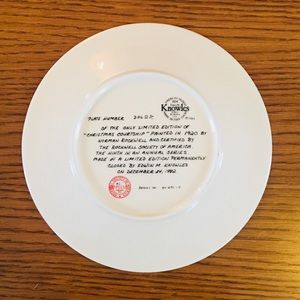 Knowles
PLATE NUMBER
OF THE ONLY LIMITED EDITION OF
"CHRISTMAS COURTSHIP" PAINTED IN 1920 BY
NORMAN ROCKWELL AND CERTIFIED BY
THE ROCKWELL SOCIETY OF AMERICA.
THE NINTH IN AN ANNUAL SERIES.
MADE IN A LIMITED EDITION PERMANENTLY
CLOSED BY EDWIN M. KNOWLES
ON DECEMBER 24, 1982